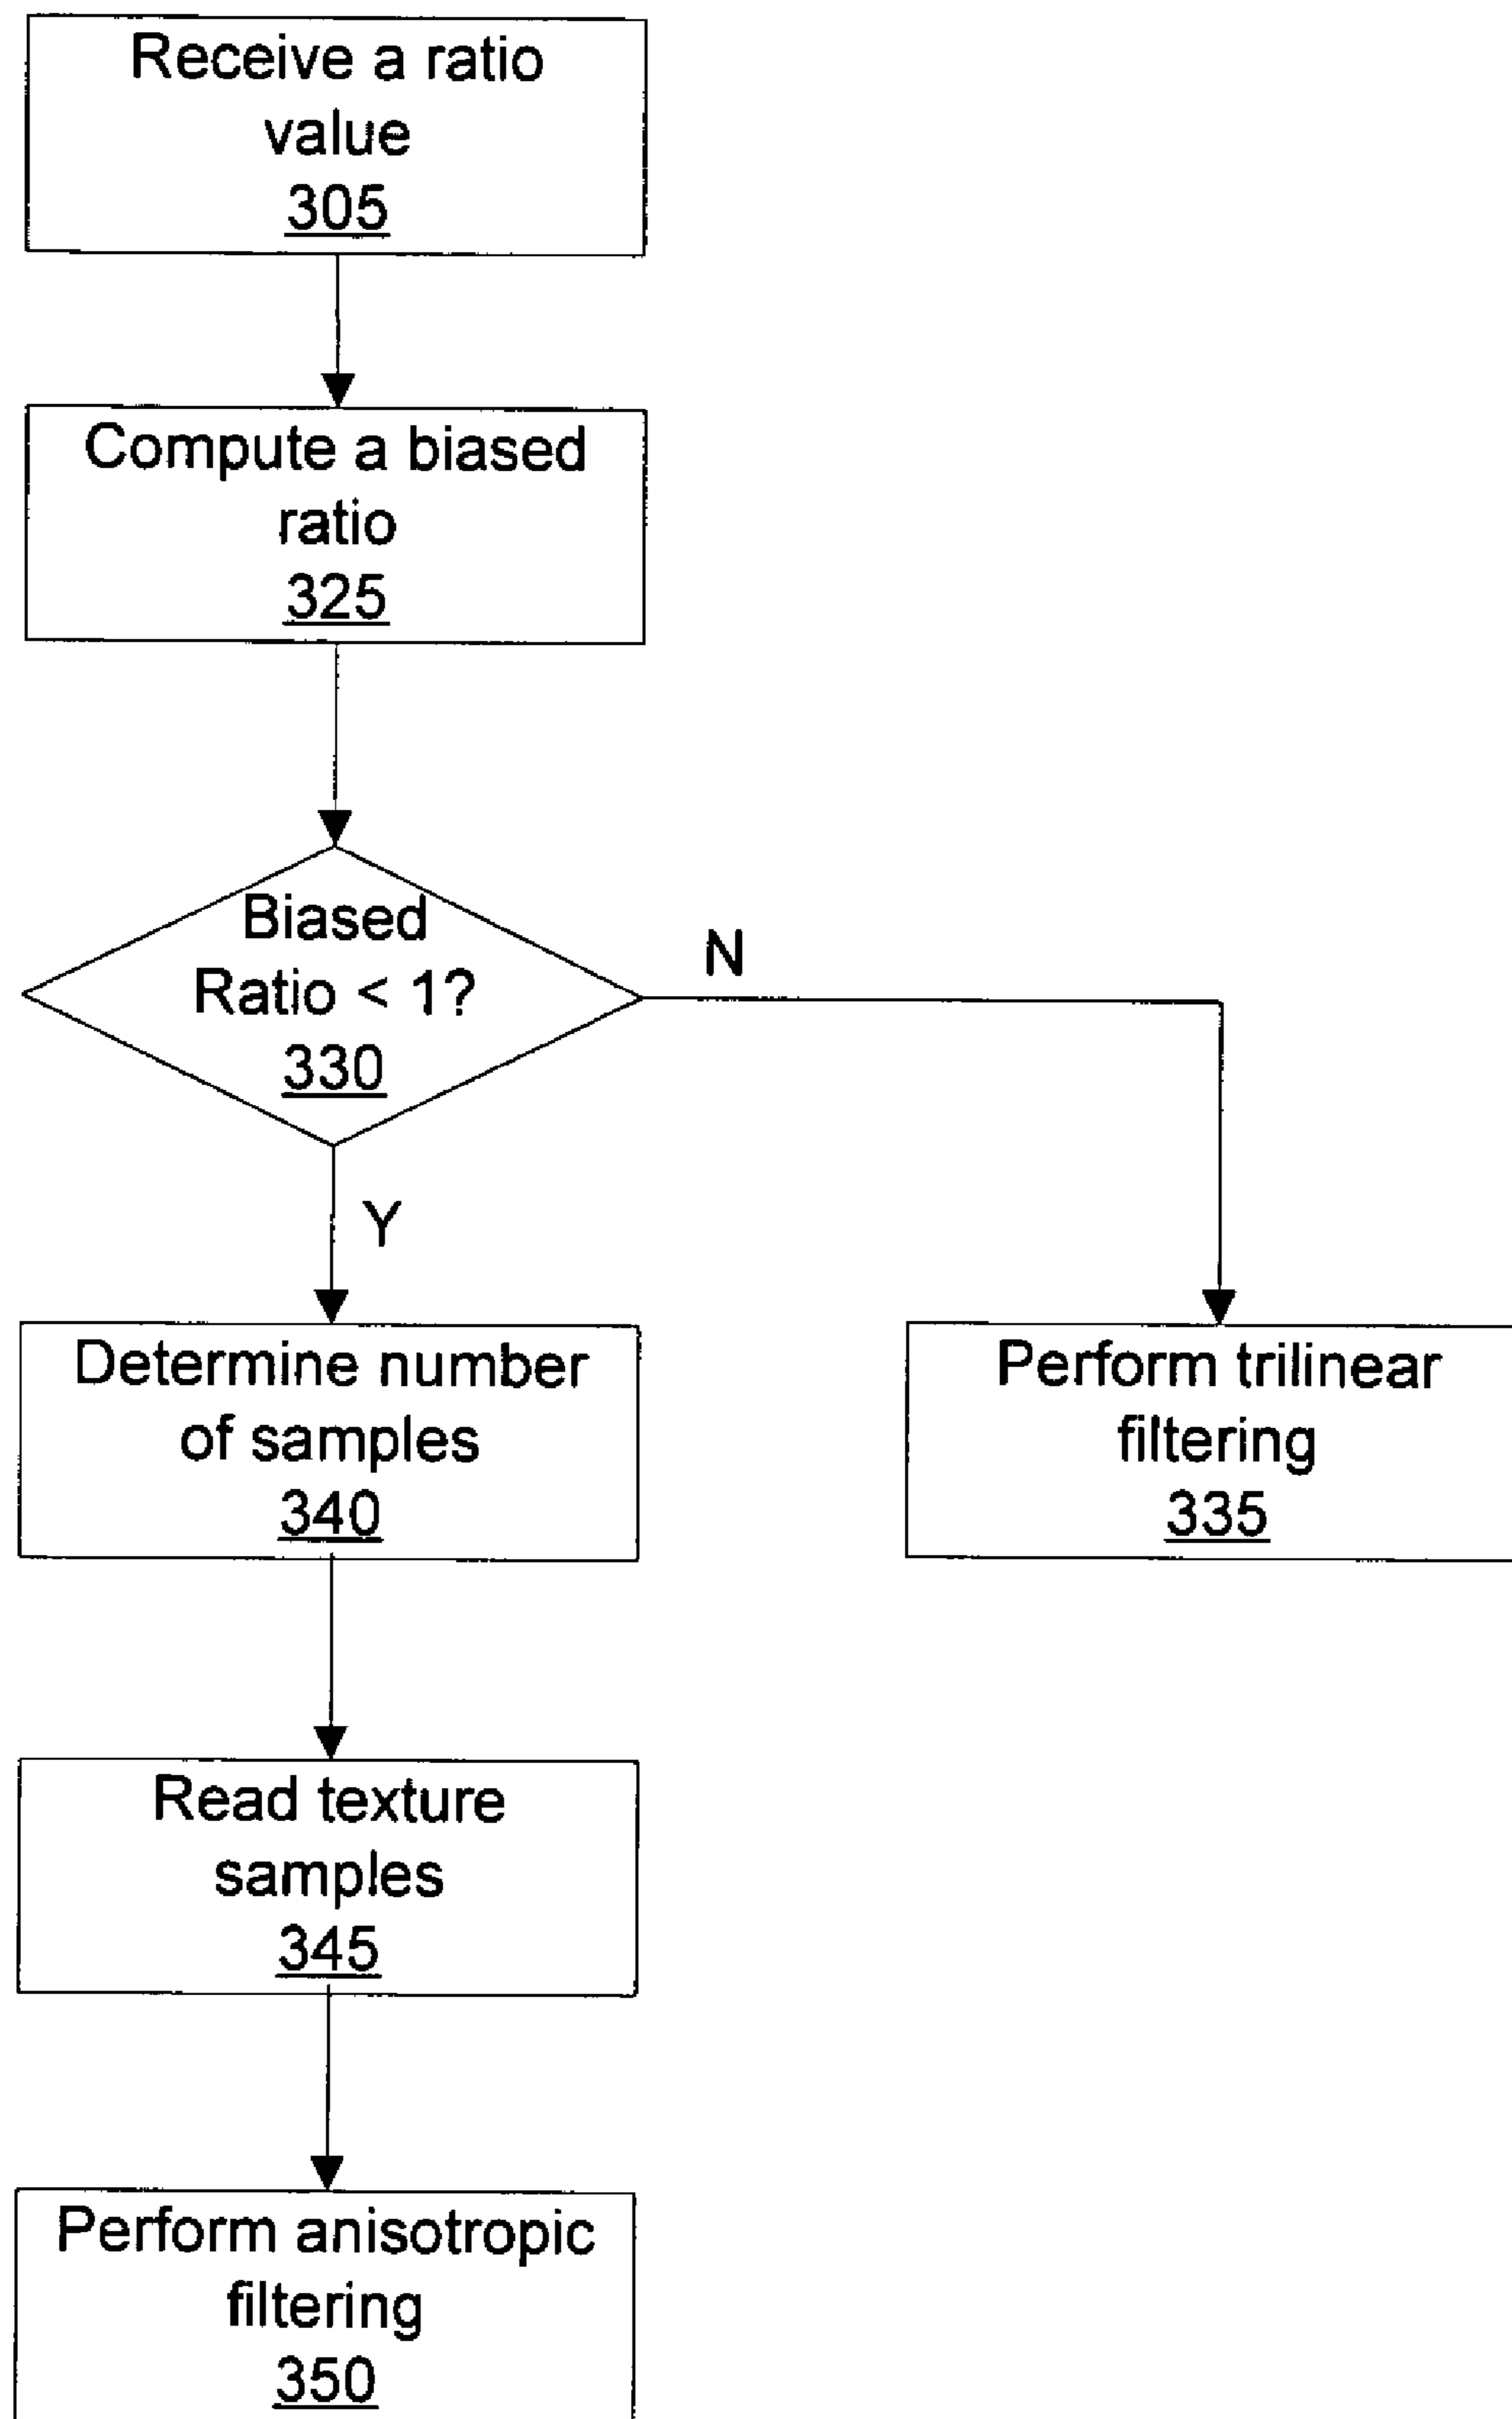 Receive a ratio
value
305
Compute a biased
ratio
325
Biased
Ratio < 1?
330
N
Y
Determine number
of samples
340
Perform trilinear
filtering
335
Read texture
samples
345
Perform anisotropic
filtering
350